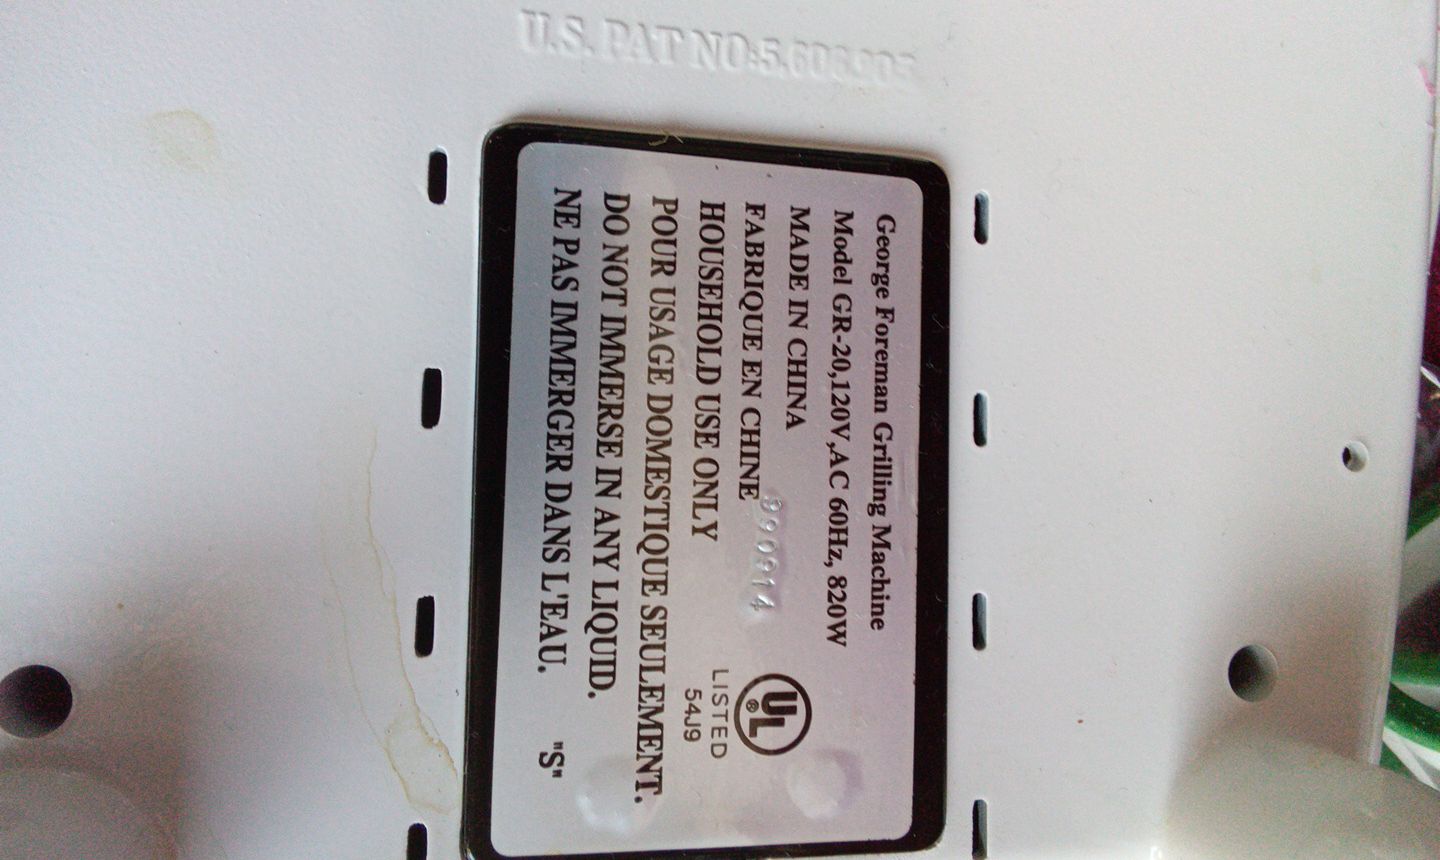 U.S. PAT NO:5,606,905
George Foreman Grilling Machine
Model GR-20,120V,AC 60Hz, 820W
MADE IN CHINA
FABRIQUE EN CHINE
990914
HOUSEHOLD USE ONLY
POUR USAGE DOMESTIQUE SEULEMENT.
DO NOT IMMERSE IN ANY LIQUID.
NE PAS IMMERGER DANS L'EAU.
"S"
UL®
LISTED
54J9